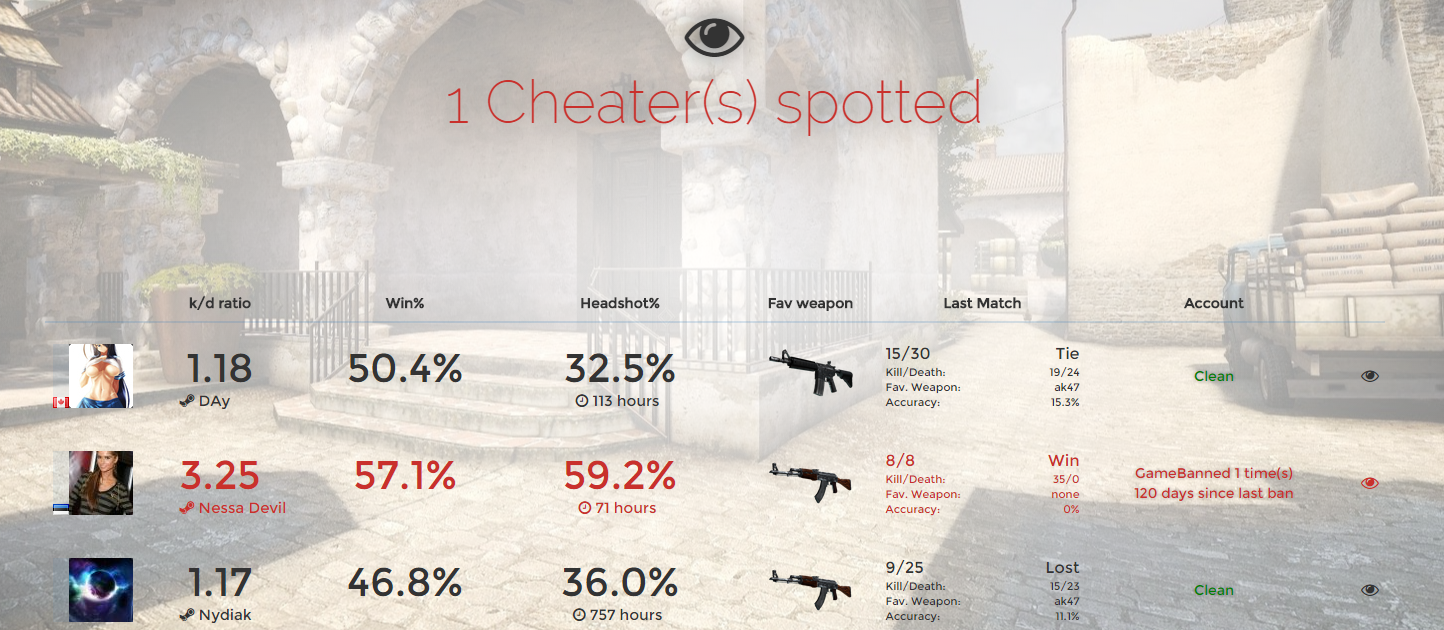 1 Cheater(s) spotted
k/d ratio Win% Headshot% Fav weapon Last Match Account
1.18 50.4% 32.5% 15/30 Tie
Kill/Death: 19/24
Fav. Weapon: ak47
Accuracy: 15.3%
Clean
DAy 113 hours
3.25 57.1% 59.2% 8/8 Win
Kill/Death: 35/0
Fav. Weapon: none
Accuracy: 0%
GameBanned 1 time(s)
120 days since last ban
Nessa Devil 71 hours
1.17 46.8% 36.0% 9/25 Lost
Kill/Death: 15/23
Fav. Weapon: ak47
Accuracy: 11.1%
Clean
Nydiak 757 hours